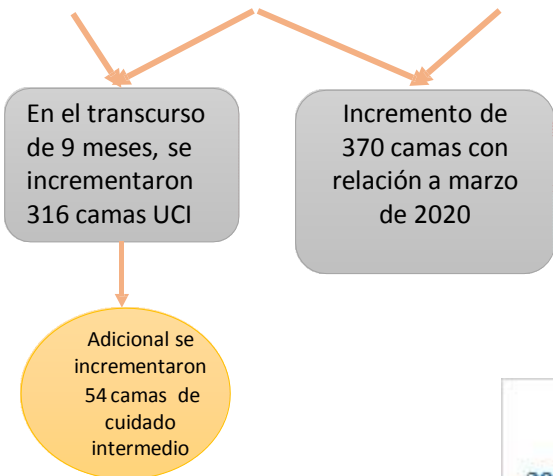 En el transcurso
de 9 meses, se
incrementaron
316 camas UCI
Incremento de
370 camas con
relación a marzo
de 2020
Adicional se
incrementaron
54 camas de
cuidado
intermedio